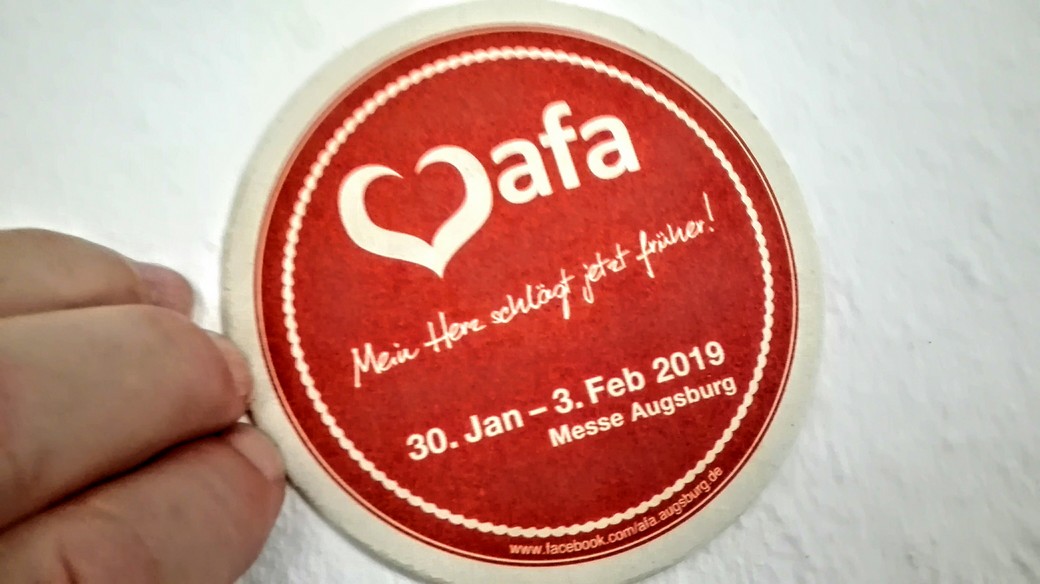 afa
Mein Herz schlägt jetzt früher!
30. Jan – 3. Feb 2019
Messe Augsburg
www.facebook.com/afa.augsburg.de